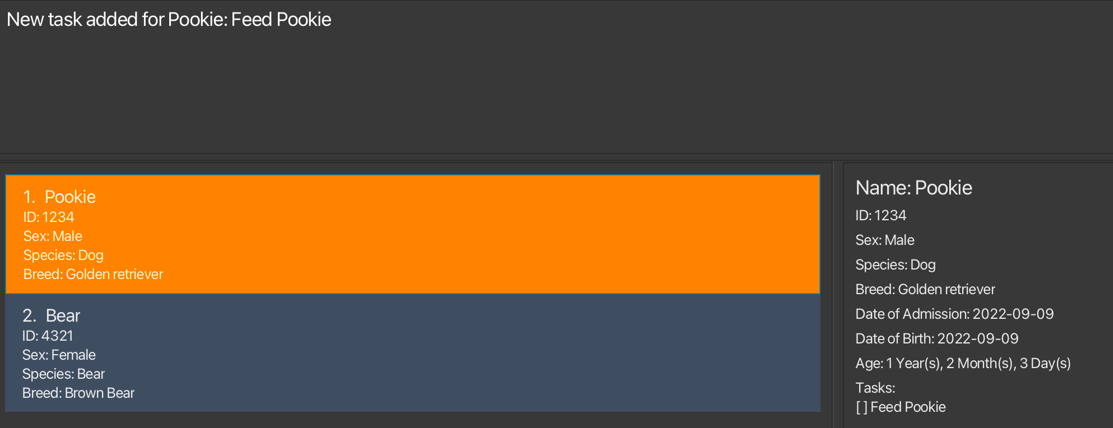 New task added for Pookie: Feed Pookie
1. Pookie
ID: 1234
Sex: Male
Species: Dog
Breed: Golden retriever
2. Bear
ID: 4321
Sex: Female
Species: Bear
Breed: Brown Bear
Name: Pookie
ID: 1234
Sex: Male
Species: Dog
Breed: Golden retriever
Date of Admission: 2022-09-09
Date of Birth: 2022-09-09
Age: 1 Year(s), 2 Month(s), 3 Day(s)
Tasks:
[ ] Feed Pookie